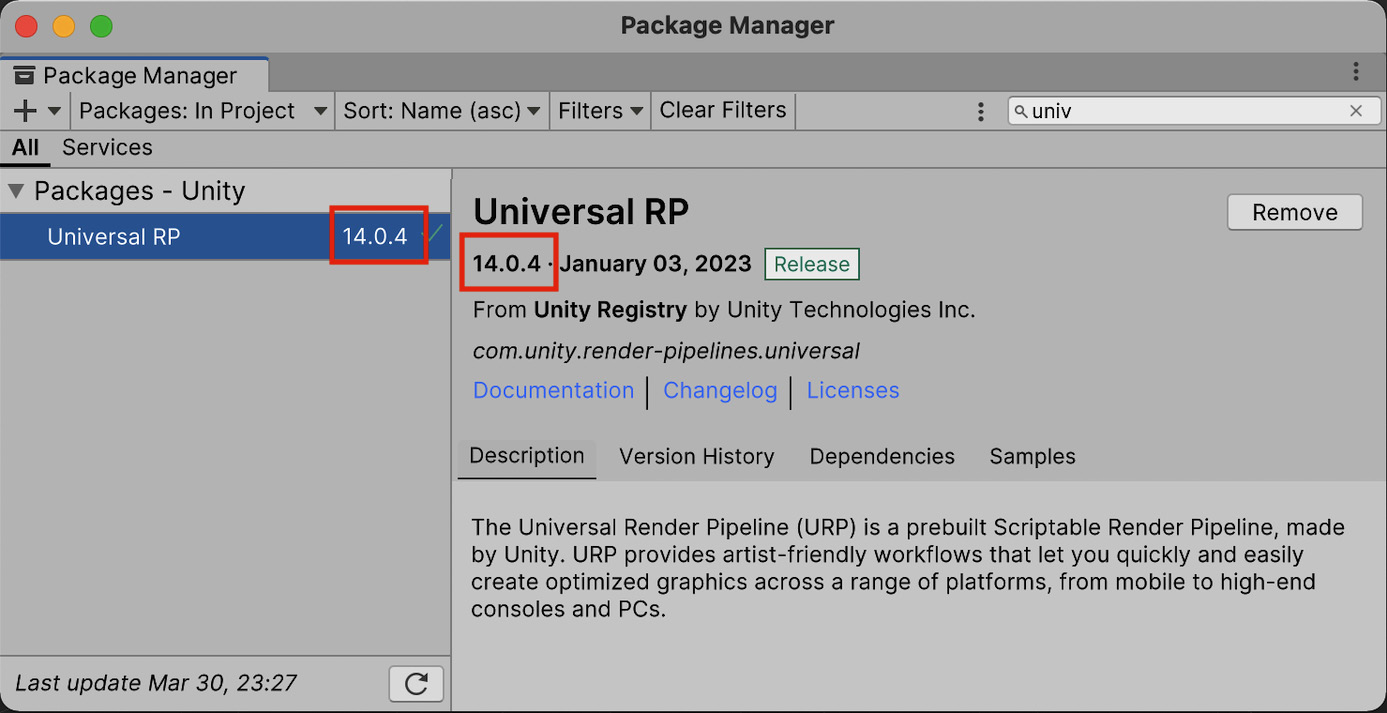 Package Manager
Package Manager
Packages: In Project Sort: Name (asc) Filters Clear Filters univ
All Services
Packages - Unity
Universal RP 14.0.4
Universal RP
Remove
14.0.4 · January 03, 2023 Release
From Unity Registry by Unity Technologies Inc.
com.unity.render-pipelines.universal
Documentation Changelog Licenses
Description Version History Dependencies Samples
The Universal Render Pipeline (URP) is a prebuilt Scriptable Render Pipeline, made
by Unity. URP provides artist-friendly workflows that let you quickly and easily
create optimized graphics across a range of platforms, from mobile to high-end
consoles and PCs.
Last update Mar 30, 23:27